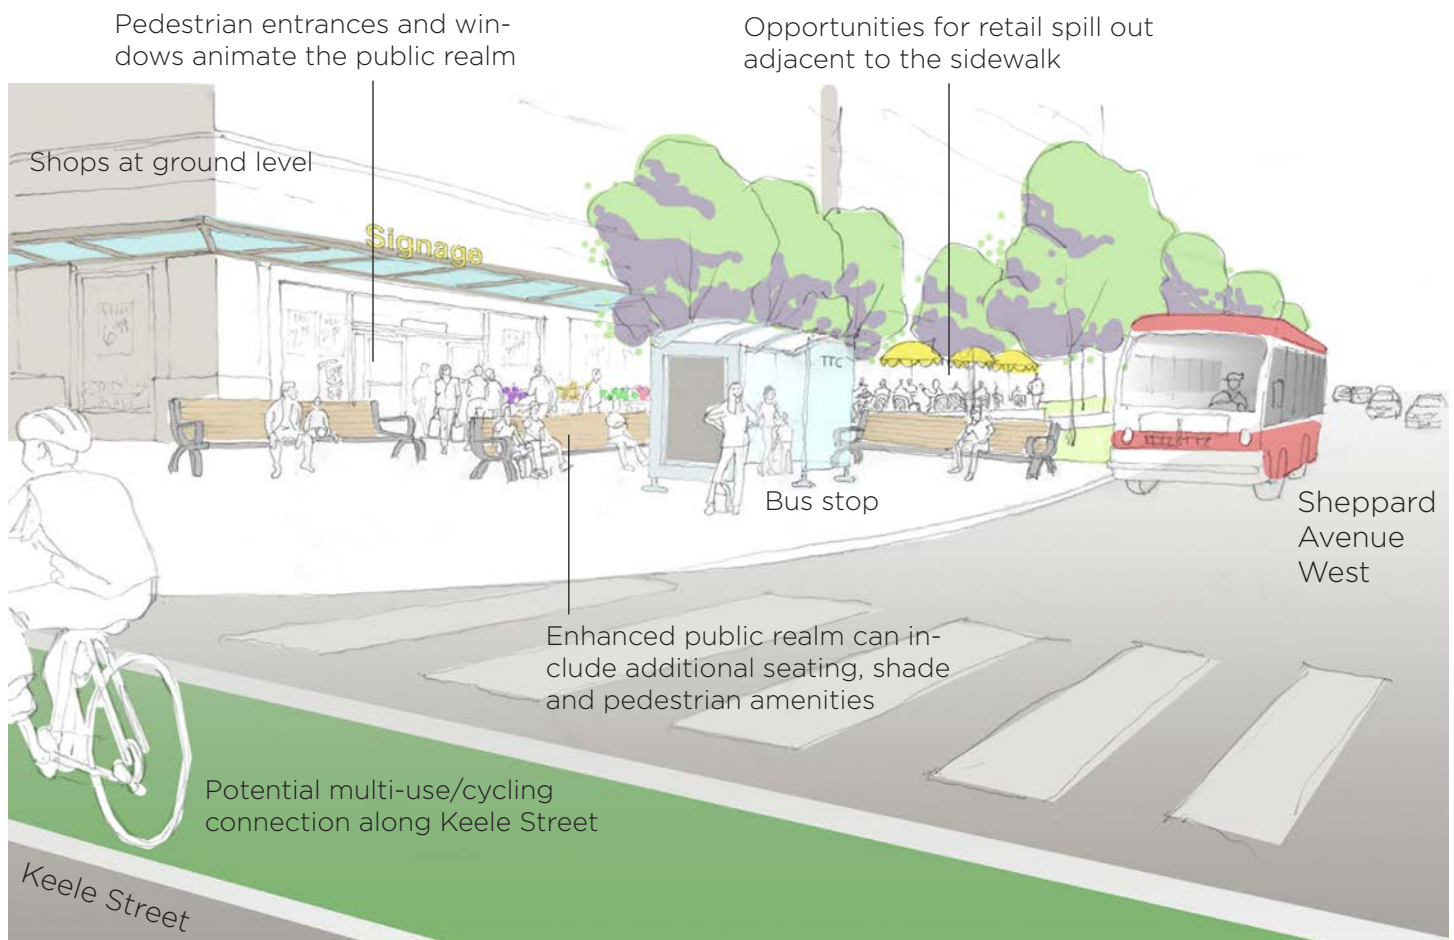 Pedestrian entrances and win-
dows animate the public realm
Opportunities for retail spill out
adjacent to the sidewalk
Shops at ground level
Signage
TTC
Bus stop
Sheppard
Avenue
West
Enhanced public realm can in-
clude additional seating, shade
and pedestrian amenities
Potential multi-use/cycling
connection along Keele Street
Keele Street